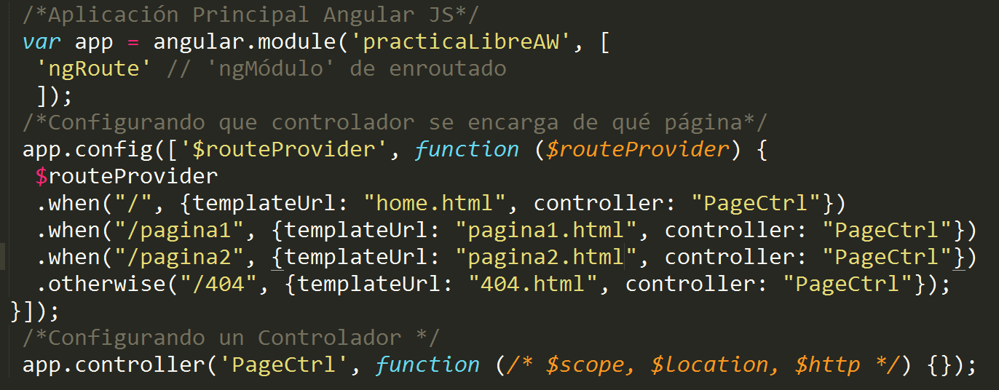 /*Aplicación Principal Angular JS*/
var app = angular.module('practicaLibreAW', [
'ngRoute' // 'ngMódulo' de enroutado
]);
/*Configurando que controlador se encarga de qué página*/
app.config(['$routeProvider', function ($routeProvider) {
$routeProvider
.when("/", {templateUrl: "home.html", controller: "PageCtrl"})
.when("/pagina1", {templateUrl: "pagina1.html", controller: "PageCtrl"})
.when("/pagina2", {templateUrl: "pagina2.html", controller: "PageCtrl"})
.otherwise("/404", {templateUrl: "404.html", controller: "PageCtrl"});
}]);
/*Configurando un Controlador */
app.controller('PageCtrl', function (/* $scope, $location, $http */) {});